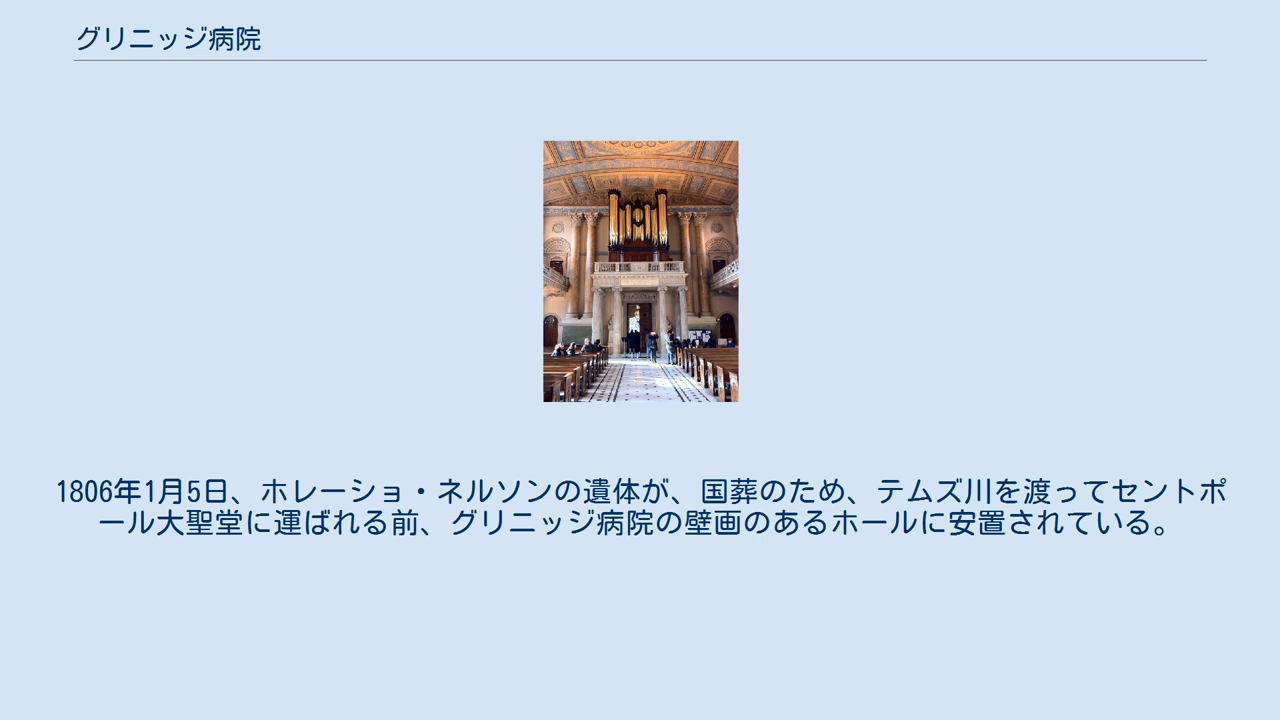 グリニッジ病院
1806年1月5日、ホレーショ・ネルソンの遺体が、国葬のため、テムズ川を渡ってセントポ
ール大聖堂に運ばれる前、グリニッジ病院の壁画のあるホールに安置されている。